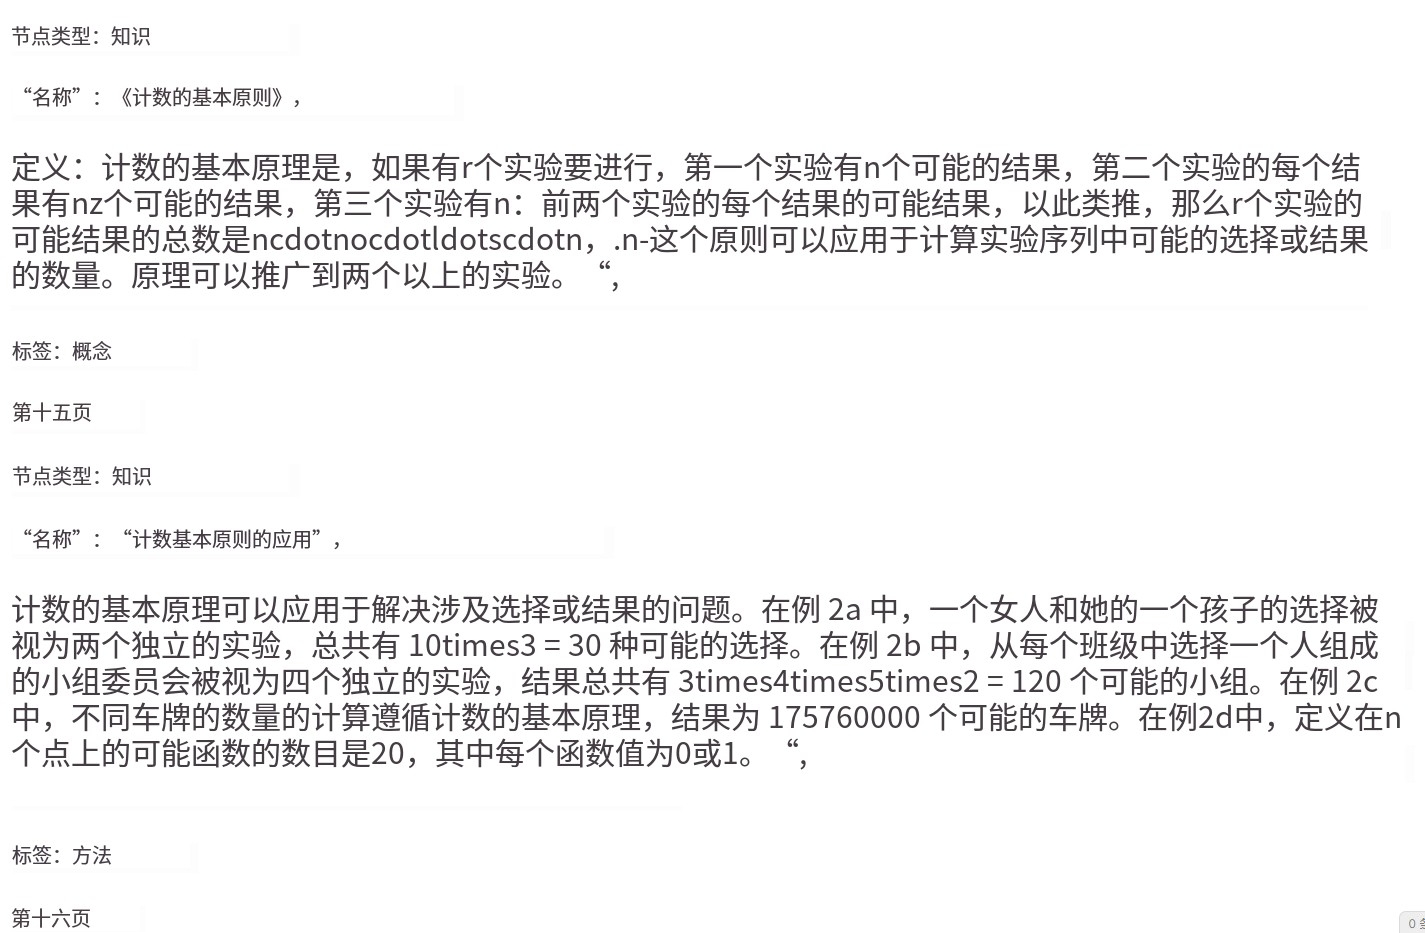 节点类型：知识
“名称”：《计数的基本原则》，
定义：计数的基本原理是，如果有r个实验要进行，第一个实验有n个可能的结果，第二个实验的每个结
果有nz个可能的结果，第三个实验有n：前两个实验的每个结果的可能结果，以此类推，那么r个实验的
可能结果的总数是ncdotnocdotldotscdotn，.n-这个原则可以应用于计算实验序列中可能的选择或结果
的数量。原理可以推广到两个以上的实验。 “,
标签：概念
第十五页
节点类型：知识
“名称”：“计数基本原则的应用”，
计数的基本原理可以应用于解决涉及选择或结果的问题。在例 2a 中，一个女人和她的一个孩子的选择被
视为两个独立的实验，总共有 10times3 = 30 种可能的选择。在例 2b 中，从每个班级中选择一个人组成
的小组委员会被视为四个独立的实验，结果总共有 3times4times5times2 = 120 个可能的小组。在例 2c
中，不同车牌的数量的计算遵循计数的基本原理，结果为 175760000 个可能的车牌。在例2d中，定义在n
个点上的可能函数的数目是20，其中每个函数值为0或1。 “,
标签：方法
第十六页
0